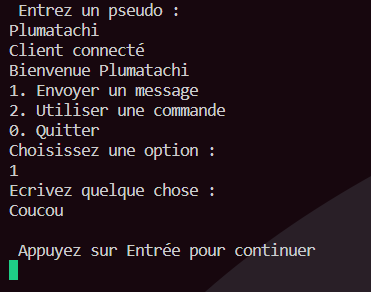 Entrez un pseudo :
Plumatachi
Client connecté
Bienvenue Plumatachi
1. Envoyer un message
2. Utiliser une commande
0. Quitter
Choisissez une option :
1
Ecrivez quelque chose :
Coucou
Appuyez sur Entrée pour continuer